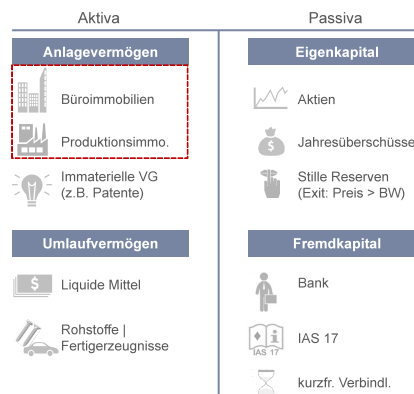 Aktiva
Passiva
Anlagevermögen
Büroimmobilien
Produktionsimmo.
Immaterielle VG
(z.B. Patente)
Umlaufvermögen
$ Liquide Mittel
Rohstoffe |
Fertigerzeugnisse
Eigenkapital
Aktien
$ Jahresüberschüsse
Stille Reserven
(Exit: Preis > BW)
Fremdkapital
Bank
i IAS 17
IAS 17
kurzfr. Verbindl.